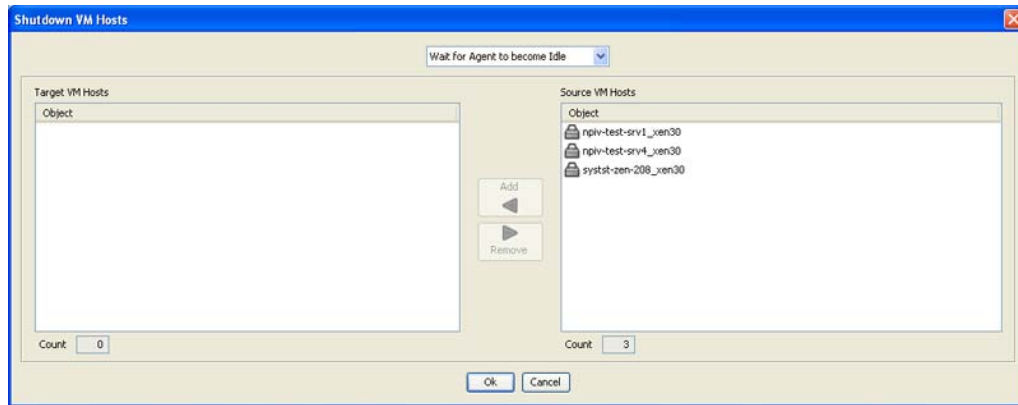 Shutdown VM Hosts
Wait for Agent to become Idle
Target VM Hosts
Source VM Hosts
Object
Object
npiv-test-srv1_xen30
npiv-test-srv4_xen30
systst-zen-208_xen30
Add
Remove
Count 0
Count 3
Ok
Cancel